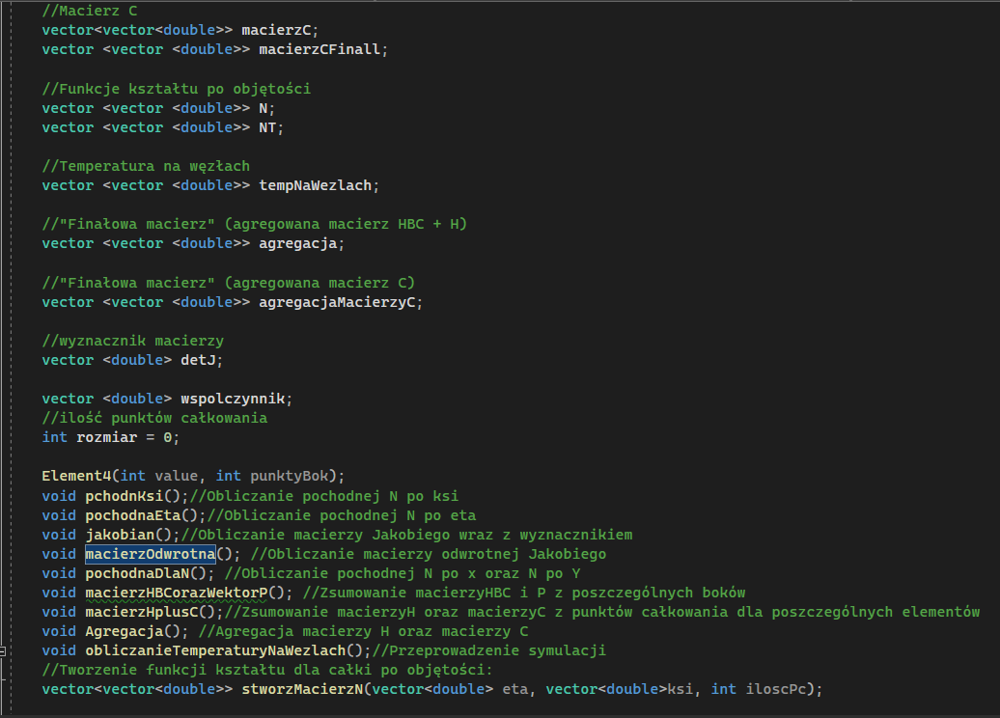 //Macierz C
vector<vector<double>> macierzC;
vector <vector <double>> macierzCFinall;
//Funkcje kształtu po objętości
vector <vector <double>> N;
vector <vector <double>> NT;
//Temperatura na węzłach
vector <vector <double>> tempNaWezlach;
//"Finałowa macierz" (agregowana macierz HBC + H)
vector <vector <double>> agregacja;
//"Finałowa macierz" (agregowana macierz C)
vector <vector <double>> agregacjaMacierzyC;
//wyznacznik macierzy
vector <double> detJ;
vector <double> wspolczynnik;
//ilość punktów całkowania
int rozmiar = 0;
Element4(int value, int punktyBok);
void pchodnKsi();//Obliczanie pochodnej N po ksi
void pochodnaEta();//Obliczanie pochodnej N po eta
void jakobian();//Obliczanie macierzy Jakobiego wraz z wyznacznikiem
void macierzOdwrotna(); //Obliczanie macierzy odwrotnej Jakobiego
void pochodnaDlaN(); //Obliczanie pochodnej N po x oraz N po Y
void macierzHBCorazWektorP(); //Zsumowanie macierzyHBC i P z poszczególnych boków
void macierzHplusC();//Zsumowanie macierzyH oraz macierzyC z punktów całkowania dla poszczególnych elementów
void Agregacja(); //Agregacja macierzy H oraz macierzy C
void obliczanieTemperaturyNaWezlach();//Przeprowadzenie symulacji
//Tworzenie funkcji kształtu dla całki po objętości:
vector<vector<double>> stworzMacierzN(vector<double> eta, vector<double>ksi, int iloscPc);